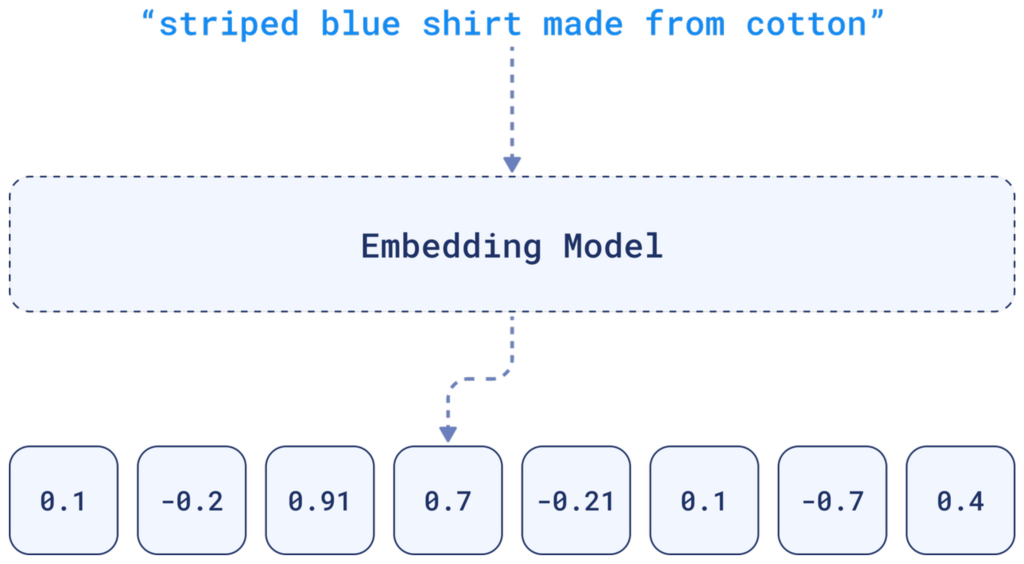 “striped blue shirt made from cotton”
Embedding Model
0.1 -0.2 0.91 0.7 -0.21 0.1 -0.7 0.4